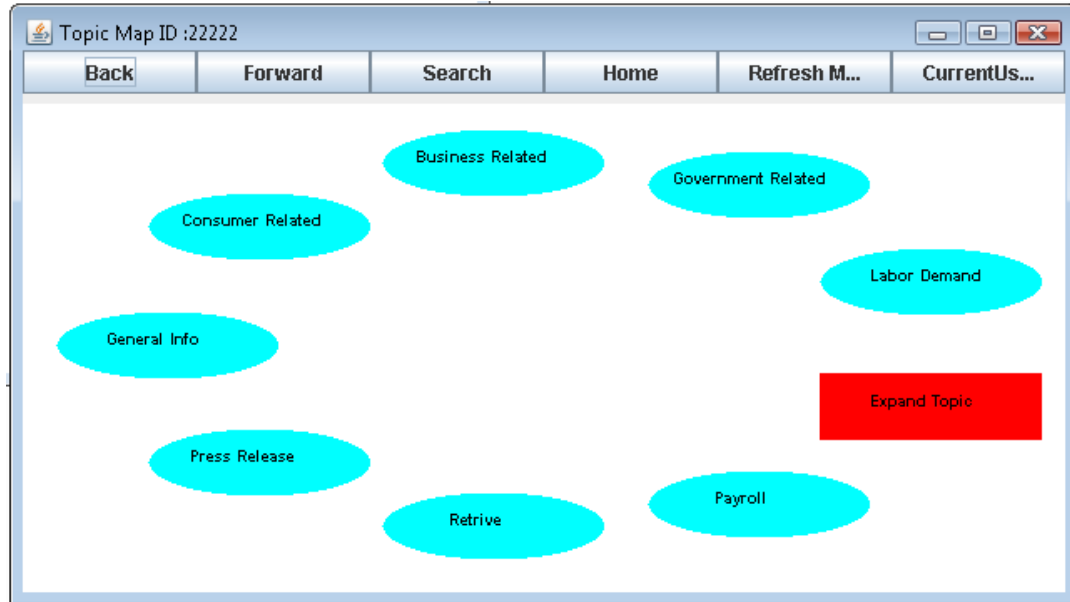 Topic Map ID :22222
Back Forward Search Home Refresh M... CurrentUs...
Business Related
Government Related
Consumer Related
Labor Demand
General Info
Expand Topic
Press Release
Payroll
Retrive